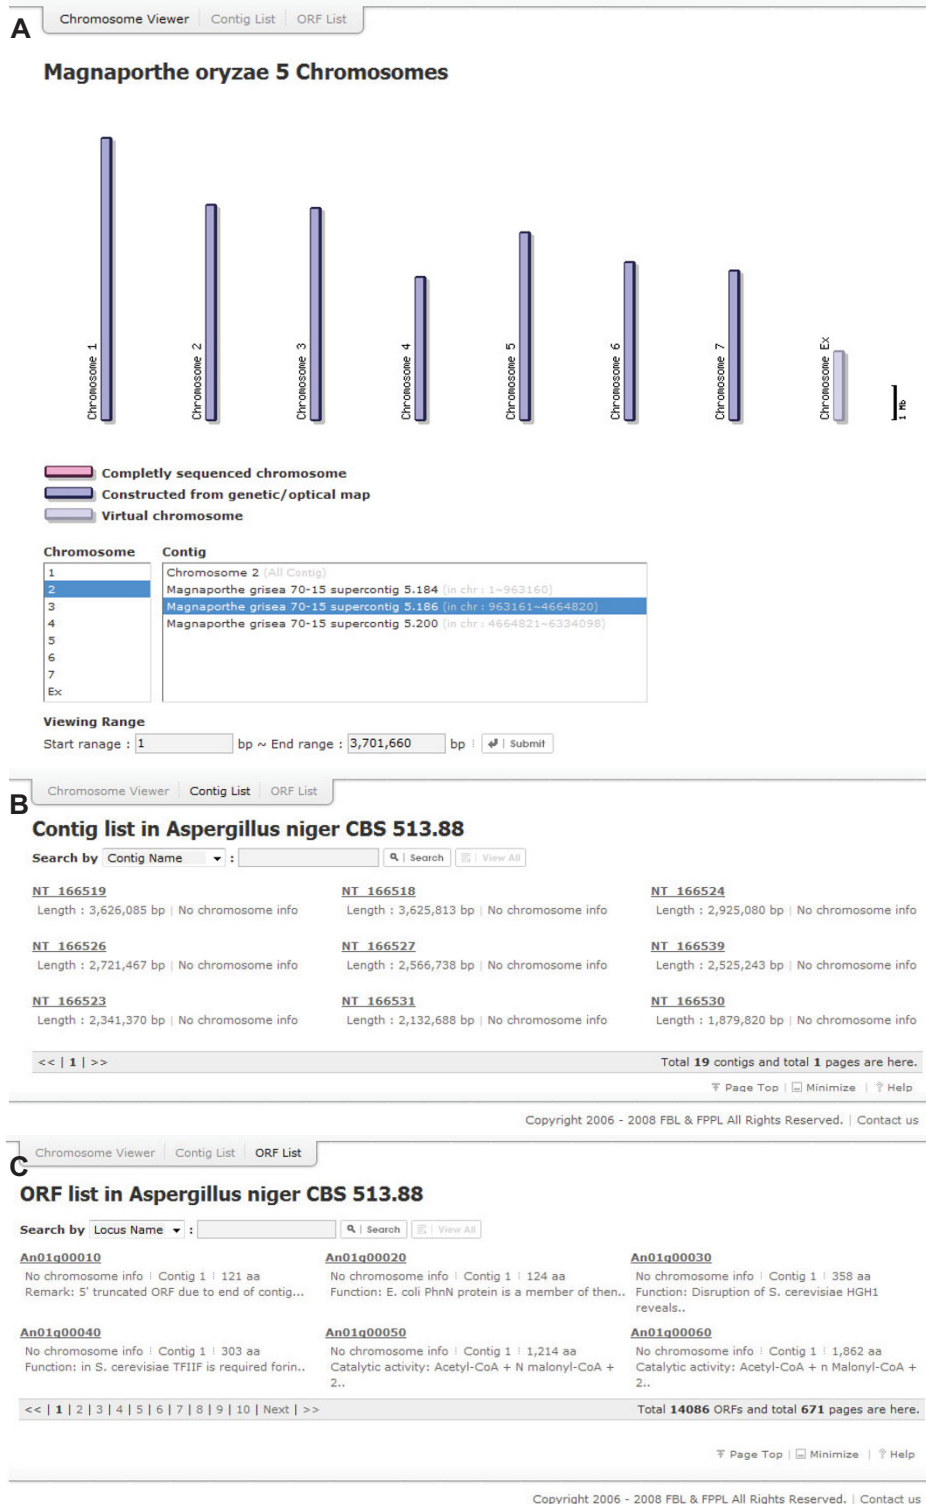 A
Chromosome Viewer | Contig List | ORF List
Magnaporthe oryzae 5 Chromosomes
Chromosome 1
Chromosome 2
Chromosome 3
Chromosome 4
Chromosome 5
Chromosome 6
Chromosome 7
Chromosome Ex
1 Mb
Completly sequenced chromosome
Constructed from genetic/optical map
Virtual chromosome
Chromosome Contig
1 Chromosome 2 (All Contig)
2 Magnaporthe grisea 70-15 supercontig 5.184 (in chr : 1~963160)
3 Magnaporthe grisea 70-15 supercontig 5.186 (in chr : 963161~4664820)
4 Magnaporthe grisea 70-15 supercontig 5.200 (in chr : 4664821~6334098)
5
6
7
Ex
Viewing Range
Start ranage : 1 bp ~ End range : 3,701,660 bp | Submit
B
Chromosome Viewer | Contig List | ORF List
Contig list in Aspergillus niger CBS 513.88
Search by Contig Name : | Search | View All
NT_166519 NT_166518 NT_166524
Length : 3,626,085 bp | No chromosome info Length : 3,625,813 bp | No chromosome info Length : 2,925,080 bp | No chromosome info
NT_166526 NT_166527 NT_166539
Length : 2,721,467 bp | No chromosome info Length : 2,566,738 bp | No chromosome info Length : 2,525,243 bp | No chromosome info
NT_166523 NT_166531 NT_166530
Length : 2,341,370 bp | No chromosome info Length : 2,132,688 bp | No chromosome info Length : 1,879,820 bp | No chromosome info
<< | 1 | >> Total 19 contigs and total 1 pages are here.
Page Top | Minimize | ? Help
Copyright 2006 - 2008 FBL & FPPL All Rights Reserved. | Contact us
C
Chromosome Viewer | Contig List | ORF List
ORF list in Aspergillus niger CBS 513.88
Search by Locus Name : | Search | View All
An01g00010 An01g00020 An01g00030
No chromosome info | Contig 1 | 121 aa No chromosome info | Contig 1 | 124 aa No chromosome info | Contig 1 | 358 aa
Remark: 5' truncated ORF due to end of contig... Function: E. coli PhnN protein is a member of then.. Function: Disruption of S. cerevisiae HGH1
reveals..
An01g00040 An01g00050 An01g00060
No chromosome info | Contig 1 | 303 aa No chromosome info | Contig 1 | 1,214 aa No chromosome info | Contig 1 | 1,862 aa
Function: in S. cerevisiae TFIIF is required forin.. Catalytic activity: Acetyl-CoA + N malonyl-CoA + Catalytic activity: Acetyl-CoA + n Malonyl-CoA +
2.. 2..
<< | 1 | 2 | 3 | 4 | 5 | 6 | 7 | 8 | 9 | 10 | Next | >> Total 14086 ORFs and total 671 pages are here.
Page Top | Minimize | ? Help
Copyright 2006 - 2008 FBL & FPPL All Rights Reserved. | Contact us